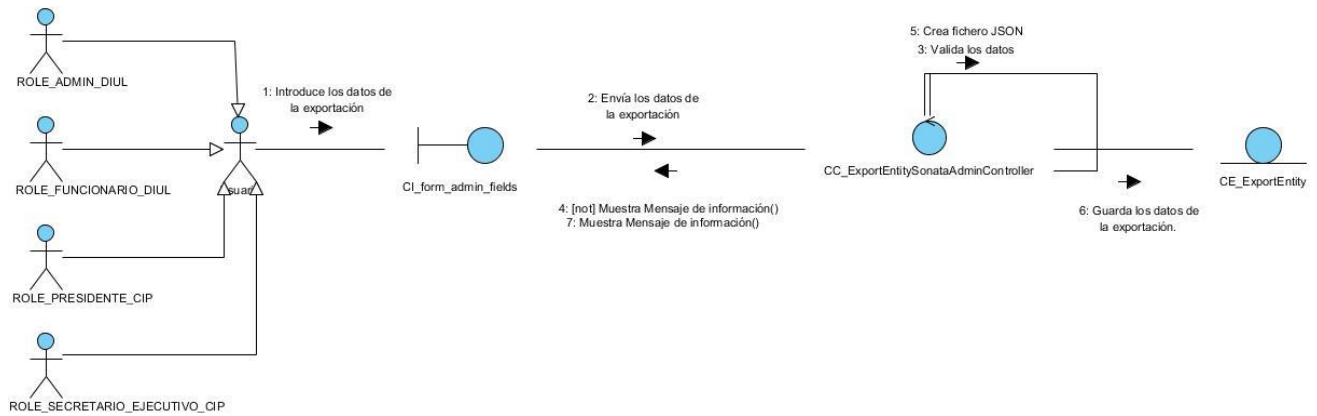 ROLE_ADMIN_DIUL
ROLE_FUNCIONARIO_DIUL
ROLE_PRESIDENTE_CIP
ROLE_SECRETARIO_EJECUTIVO_CIP
1: Introduce los datos de
la exportación
CI_form_admin_fields
2: Envía los datos de
la exportación
4: [not] Muestra Mensaje de información()
7: Muestra Mensaje de información()
5: Crea fichero JSON
3: Valida los datos
CC_ExportEntitySonataAdminController
6: Guarda los datos de
la exportación.
CE_ExportEntity